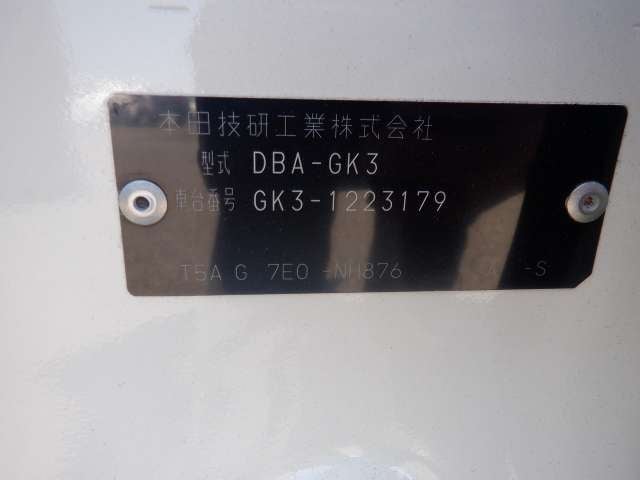 本田技研工業株式会社
型式 DBA-GK3
車台番号 GK3-1223179
T5A G 7E0 -NH876 -S